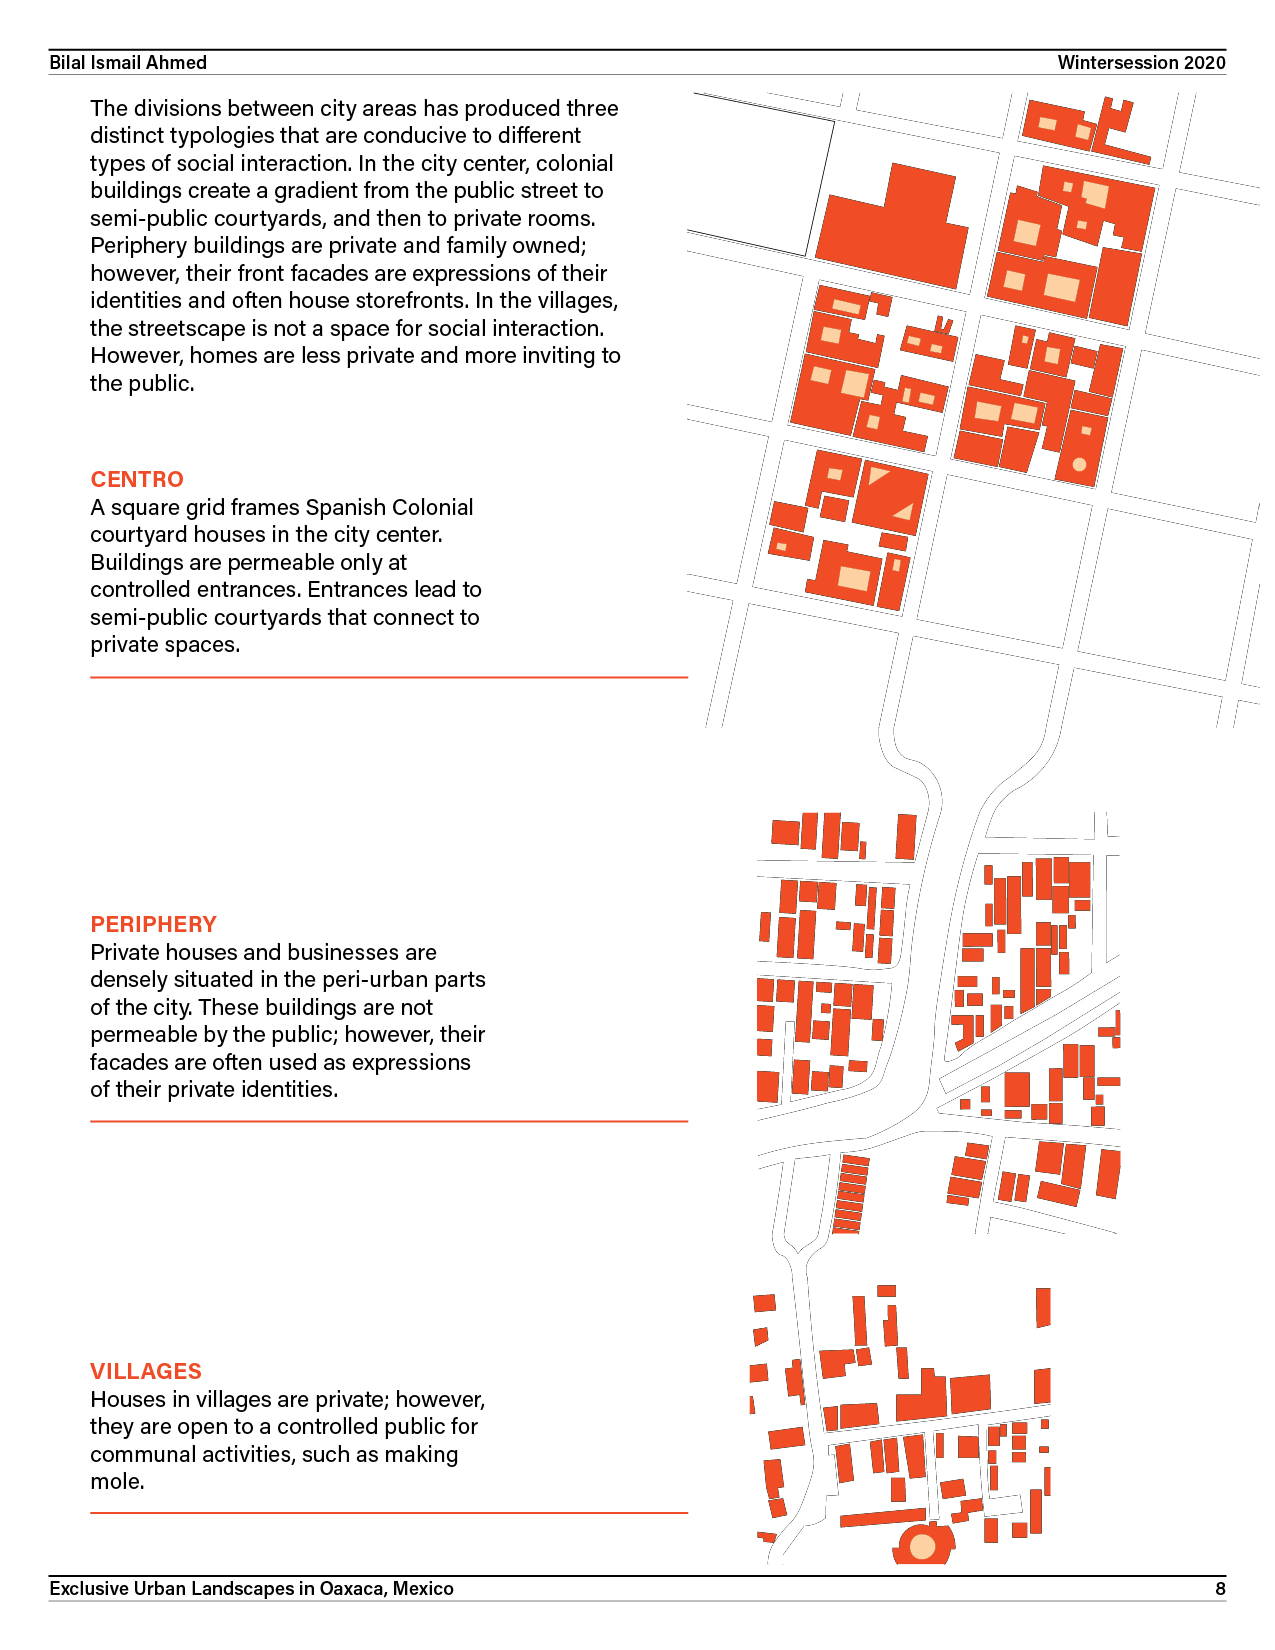 Bilal Ismail Ahmed
Wintersession 2020
The divisions between city areas has produced three
distinct typologies that are conducive to different
types of social interaction. In the city center, colonial
buildings create a gradient from the public street to
semi-public courtyards, and then to private rooms.
Periphery buildings are private and family owned;
however, their front facades are expressions of their
identities and often house storefronts. In the villages,
the streetscape is not a space for social interaction.
However, homes are less private and more inviting to
the public.
CENTRO
A square grid frames Spanish Colonial
courtyard houses in the city center.
Buildings are permeable only at
controlled entrances. Entrances lead to
semi-public courtyards that connect to
private spaces.
PERIPHERY
Private houses and businesses are
densely situated in the peri-urban parts
of the city. These buildings are not
permeable by the public; however, their
facades are often used as expressions
of their private identities.
VILLAGES
Houses in villages are private; however,
they are open to a controlled public for
communal activities, such as making
mole.
Exclusive Urban Landscapes in Oaxaca, Mexico
8